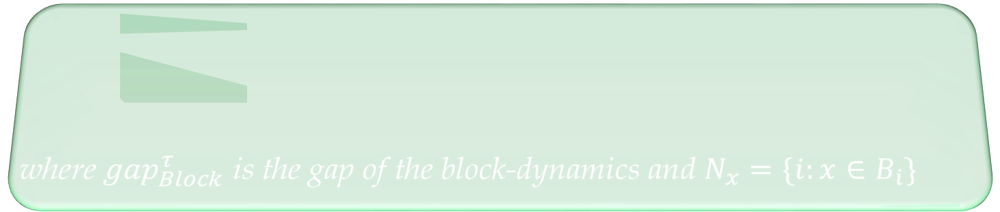 where gap^τ_Block is the gap of the block-dynamics and N_x = {i: x ∈ B_i}